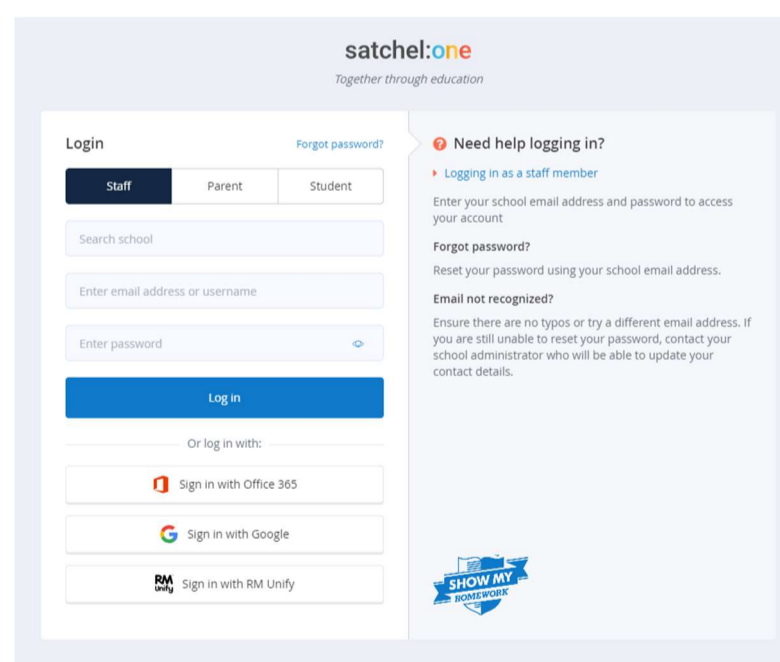 satchel:one
Together through education
Login
Forgot password?
Staff
Parent
Student
Search school
Enter email address or username
Enter password
Log in
Or log in with:
Sign in with Office 365
Sign in with Google
RM
Unify
Sign in with RM Unify
Need help logging in?
Logging in as a staff member
Enter your school email address and password to access
your account
Forgot password?
Reset your password using your school email address.
Email not recognized?
Ensure there are no typos or try a different email address. If
you are still unable to reset your password, contact your
school administrator who will be able to update your
contact details.
SHOW MY
HOMEWORK